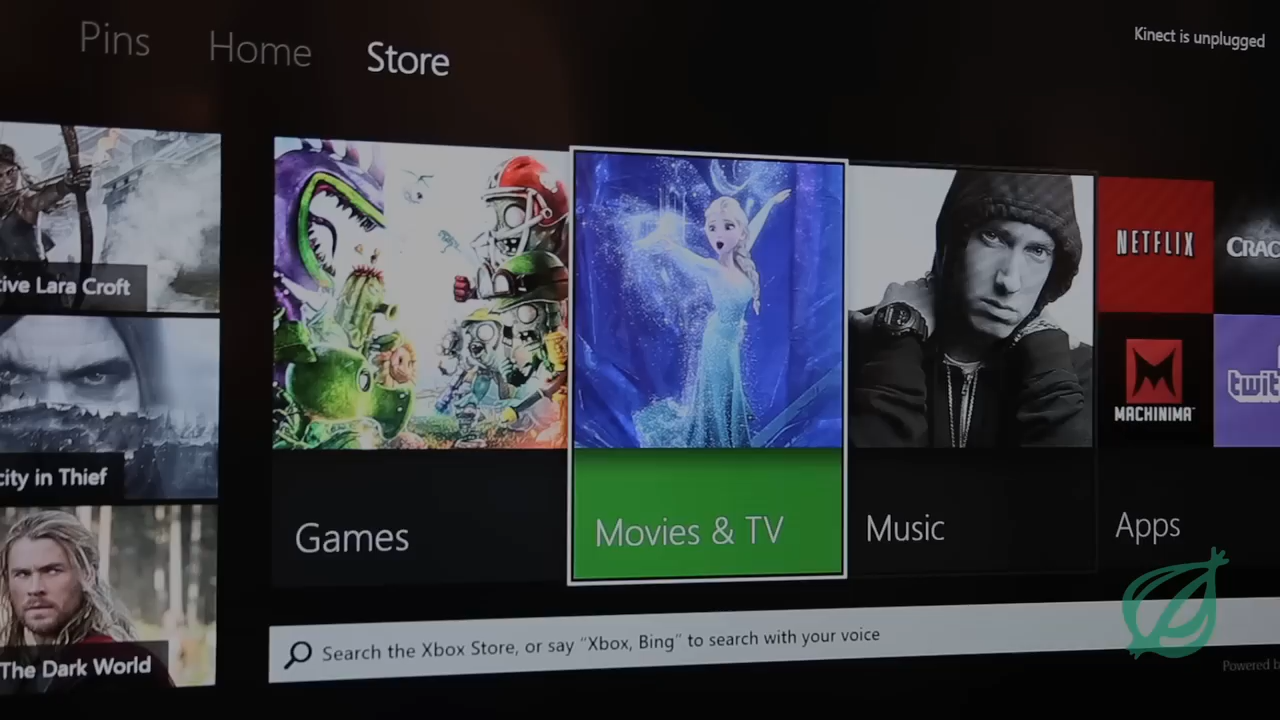 Pins
Home
Store
Kinect is unplugged
Lara Croft
city in Thief
The Dark World
Games
Movies & TV
Music
NETFLIX
MACHINIMA
Apps
Search the Xbox Store, or say "Xbox, Bing" to search with your voice
Powered